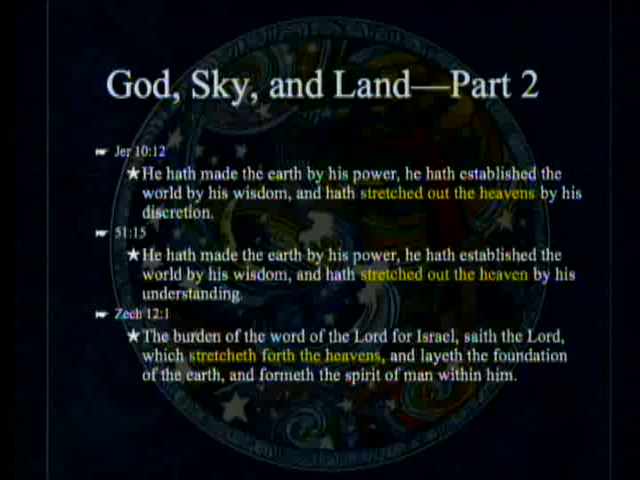 God, Sky, and Land—Part 2
Jer 10:12
He hath made the earth by his power, he hath established the
world by his wisdom, and hath stretched out the heavens by his
discretion.
51:15
He hath made the earth by his power, he hath established the
world by his wisdom, and hath stretched out the heaven by his
understanding.
Zech 12:1
The burden of the word of the Lord for Israel, saith the Lord,
which stretcheth forth the heavens, and layeth the foundation
of the earth, and formeth the spirit of man within him.